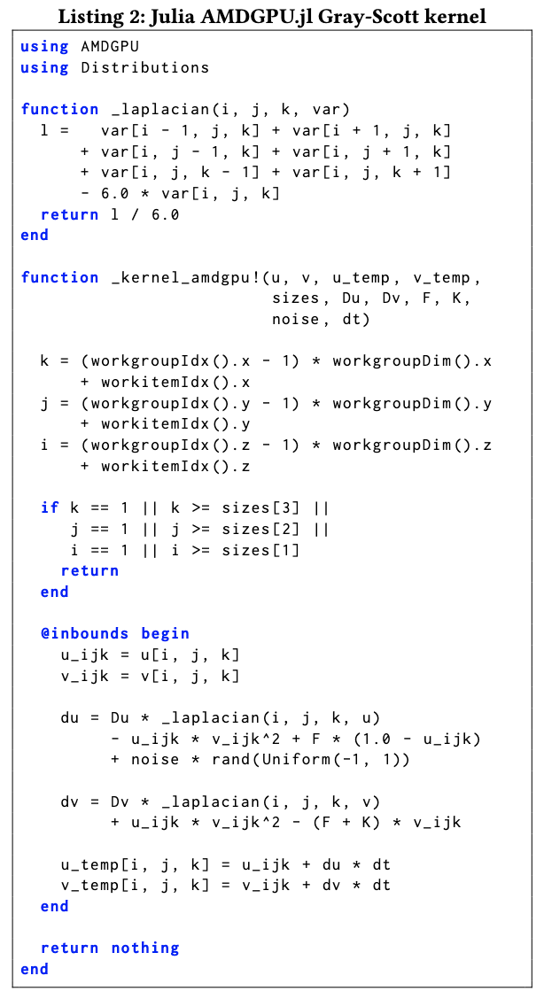 Listing 2: Julia AMDGPU.jl Gray-Scott kernel
using AMDGPU
using Distributions

function _laplacian(i, j, k, var)
  l =   var[i - 1, j, k] + var[i + 1, j, k]
      + var[i, j - 1, k] + var[i, j + 1, k]
      + var[i, j, k - 1] + var[i, j, k + 1]
      - 6.0 * var[i, j, k]
  return l / 6.0
end

function _kernel_amdgpu!(u, v, u_temp, v_temp,
                         sizes, Du, Dv, F, K,
                         noise, dt)

  k = (workgroupIdx().x - 1) * workgroupDim().x
      + workitemIdx().x
  j = (workgroupIdx().y - 1) * workgroupDim().y
      + workitemIdx().y
  i = (workgroupIdx().z - 1) * workgroupDim().z
      + workitemIdx().z

  if k == 1 || k >= sizes[3] ||
     j == 1 || j >= sizes[2] ||
     i == 1 || i >= sizes[1]
    return
  end

  @inbounds begin
    u_ijk = u[i, j, k]
    v_ijk = v[i, j, k]

    du = Du * _laplacian(i, j, k, u)
         - u_ijk * v_ijk^2 + F * (1.0 - u_ijk)
         + noise * rand(Uniform(-1, 1))

    dv = Dv * _laplacian(i, j, k, v)
         + u_ijk * v_ijk^2 - (F + K) * v_ijk

    u_temp[i, j, k] = u_ijk + du * dt
    v_temp[i, j, k] = v_ijk + dv * dt
  end

  return nothing
end